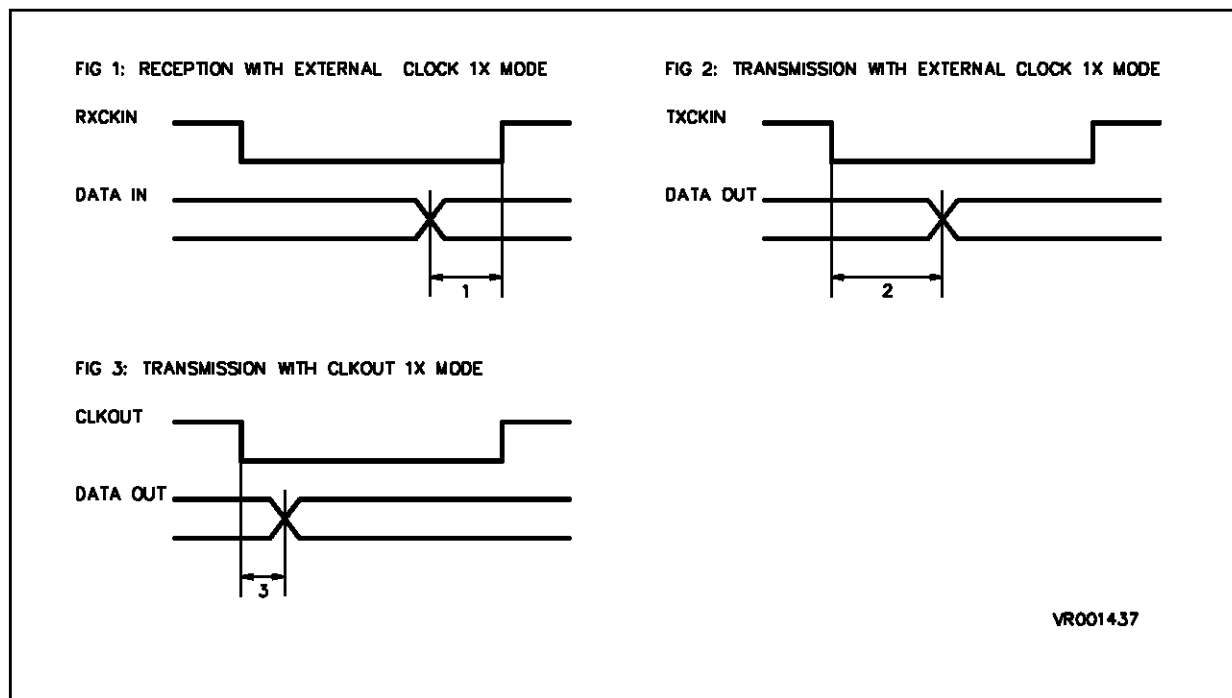 FIG 1: RECEPTION WITH EXTERNAL CLOCK 1X MODE
RXCKIN
DATA IN
1
FIG 2: TRANSMISSION WITH EXTERNAL CLOCK 1X MODE
TXCKIN
DATA OUT
2
FIG 3: TRANSMISSION WITH CLKOUT 1X MODE
CLKOUT
DATA OUT
3
VR001437